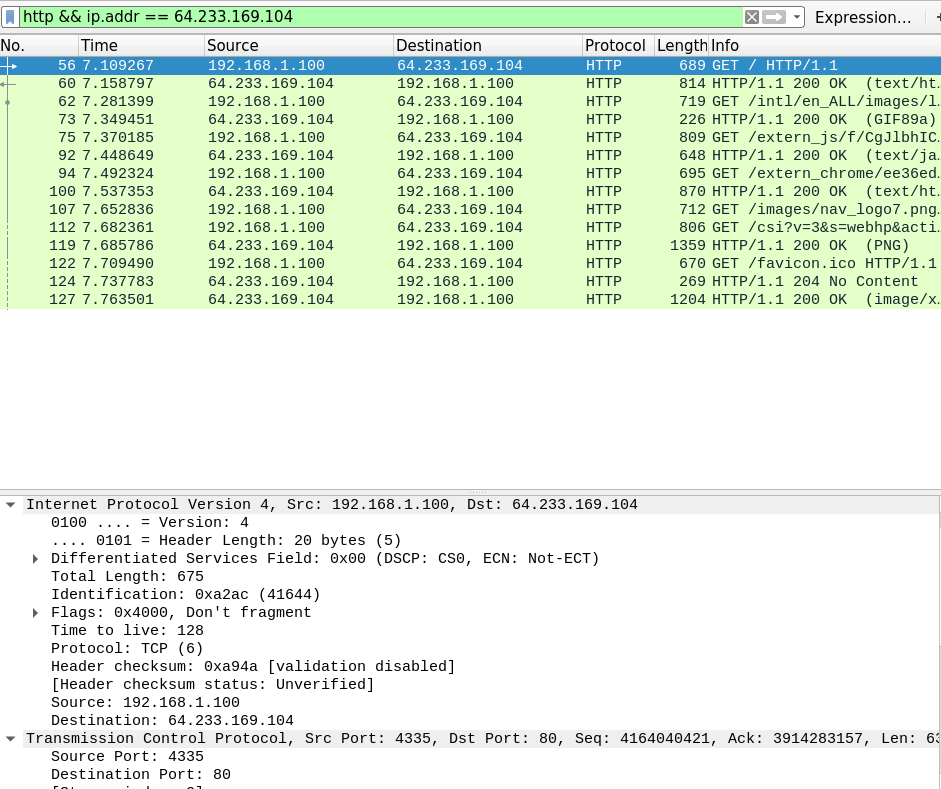 http && ip.addr == 64.233.169.104 Expression…
No. Time Source Destination Protocol Length Info
56 7.109267 192.168.1.100 64.233.169.104 HTTP 689 GET / HTTP/1.1
60 7.158797 64.233.169.104 192.168.1.100 HTTP 814 HTTP/1.1 200 OK (text/ht…
62 7.281399 192.168.1.100 64.233.169.104 HTTP 719 GET /intl/en_ALL/images/l…
73 7.349451 64.233.169.104 192.168.1.100 HTTP 226 HTTP/1.1 200 OK (GIF89a)
75 7.370185 192.168.1.100 64.233.169.104 HTTP 809 GET /extern_js/f/CgJlbhIC…
92 7.448649 64.233.169.104 192.168.1.100 HTTP 648 HTTP/1.1 200 OK (text/ja…
94 7.492324 192.168.1.100 64.233.169.104 HTTP 695 GET /extern_chrome/ee36ed…
100 7.537353 64.233.169.104 192.168.1.100 HTTP 870 HTTP/1.1 200 OK (text/ht…
107 7.652836 192.168.1.100 64.233.169.104 HTTP 712 GET /images/nav_logo7.png…
112 7.682361 192.168.1.100 64.233.169.104 HTTP 806 GET /csi?v=3&s=webhp&acti…
119 7.685786 64.233.169.104 192.168.1.100 HTTP 1359 HTTP/1.1 200 OK (PNG)
122 7.709490 192.168.1.100 64.233.169.104 HTTP 670 GET /favicon.ico HTTP/1.1
124 7.737783 64.233.169.104 192.168.1.100 HTTP 269 HTTP/1.1 204 No Content
127 7.763501 64.233.169.104 192.168.1.100 HTTP 1204 HTTP/1.1 200 OK (image/x…
Internet Protocol Version 4, Src: 192.168.1.100, Dst: 64.233.169.104
0100 .... = Version: 4
.... 0101 = Header Length: 20 bytes (5)
Differentiated Services Field: 0x00 (DSCP: CS0, ECN: Not-ECT)
Total Length: 675
Identification: 0xa2ac (41644)
Flags: 0x4000, Don't fragment
Time to live: 128
Protocol: TCP (6)
Header checksum: 0xa94a [validation disabled]
[Header checksum status: Unverified]
Source: 192.168.1.100
Destination: 64.233.169.104
Transmission Control Protocol, Src Port: 4335, Dst Port: 80, Seq: 4164040421, Ack: 3914283157, Len: 63
Source Port: 4335
Destination Port: 80